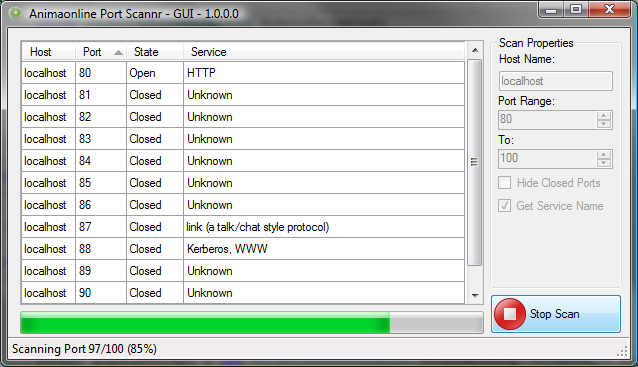 Animaonline Port Scannr - GUI - 1.0.0.0
Host Port State Service
localhost 80 Open HTTP
localhost 81 Closed Unknown
localhost 82 Closed Unknown
localhost 83 Closed Unknown
localhost 84 Closed Unknown
localhost 85 Closed Unknown
localhost 86 Closed Unknown
localhost 87 Closed link (a talk/chat style protocol)
localhost 88 Closed Kerberos, WWW
localhost 89 Closed Unknown
localhost 90 Closed Unknown
Scan Properties
Host Name:
localhost
Port Range:
80
To:
100
Hide Closed Ports
Get Service Name
Stop Scan
Scanning Port 97/100 (85%)